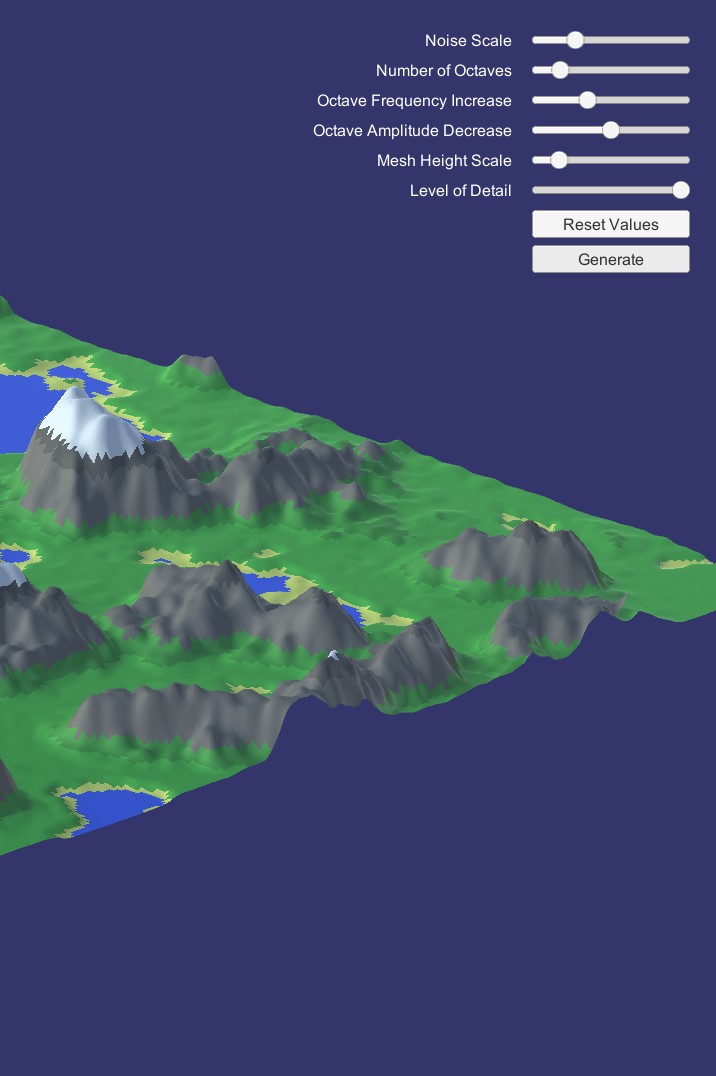 Noise Scale
Number of Octaves
Octave Frequency Increase
Octave Amplitude Decrease
Mesh Height Scale
Level of Detail
Reset Values
Generate